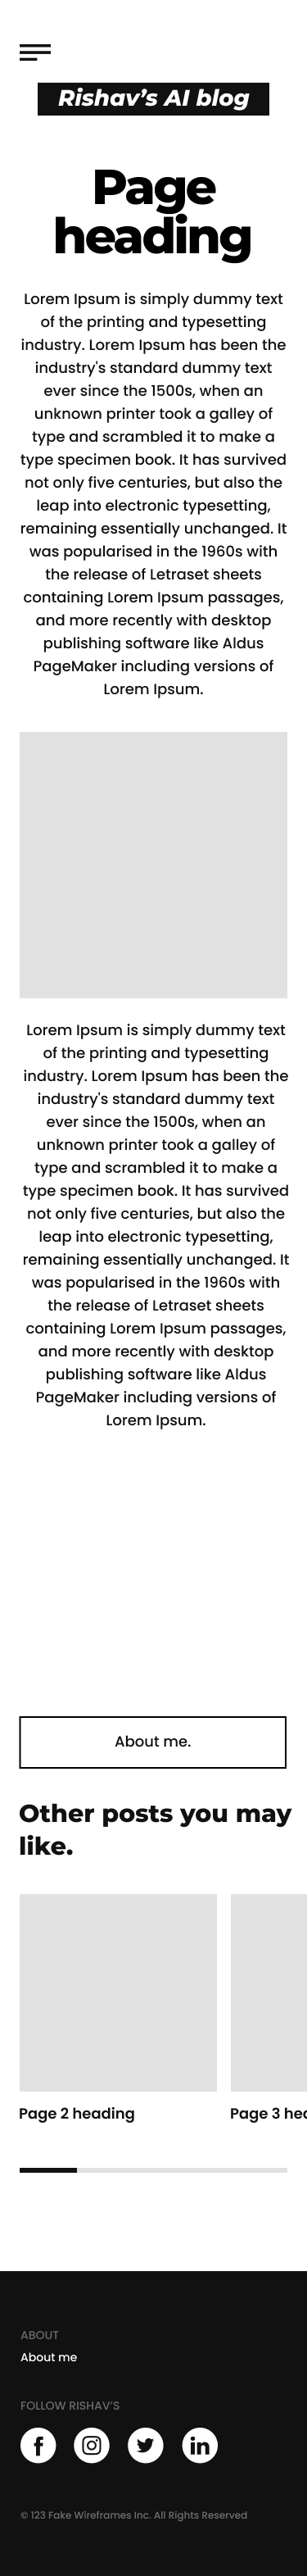 Rishav’s AI blog
Page
heading
Lorem Ipsum is simply dummy text
of the printing and typesetting
industry. Lorem Ipsum has been the
industry's standard dummy text
ever since the 1500s, when an
unknown printer took a galley of
type and scrambled it to make a
type specimen book. It has survived
not only five centuries, but also the
leap into electronic typesetting,
remaining essentially unchanged. It
was popularised in the 1960s with
the release of Letraset sheets
containing Lorem Ipsum passages,
and more recently with desktop
publishing software like Aldus
PageMaker including versions of
Lorem Ipsum.
Lorem Ipsum is simply dummy text
of the printing and typesetting
industry. Lorem Ipsum has been the
industry's standard dummy text
ever since the 1500s, when an
unknown printer took a galley of
type and scrambled it to make a
type specimen book. It has survived
not only five centuries, but also the
leap into electronic typesetting,
remaining essentially unchanged. It
was popularised in the 1960s with
the release of Letraset sheets
containing Lorem Ipsum passages,
and more recently with desktop
publishing software like Aldus
PageMaker including versions of
Lorem Ipsum.
About me.
Other posts you may
like.
Page 2 heading
Page 3
ABOUT
About me
FOLLOW RISHAV’S
© 123 Fake Wireframes Inc. All Rights Reserved